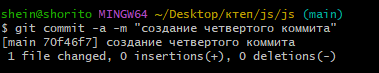 shein@shorito MINGW64 ~/Desktop/ктеп/js/js (main)
$ git commit -a -m "создание четвертого коммита"
[main 70f46f7] создание четвертого коммита
 1 file changed, 0 insertions(+), 0 deletions(-)